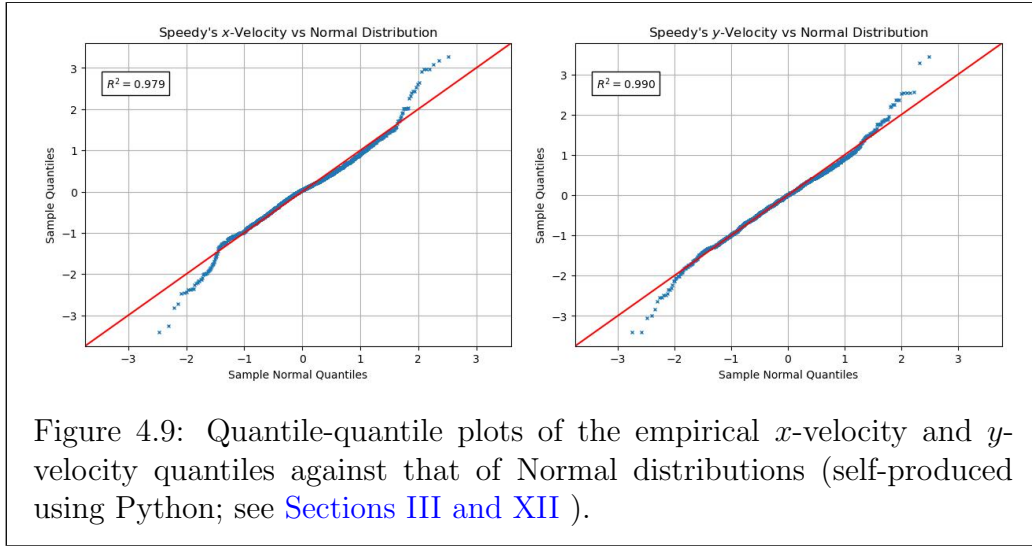 Speedy's x-Velocity vs Normal Distribution
R² = 0.979
3
2
1
0
−1
−2
−3
Sample Quantiles
−3 −2 −1 0 1 2 3
Sample Normal Quantiles
Speedy's y-Velocity vs Normal Distribution
R² = 0.990
3
2
1
0
−1
−2
−3
Sample Quantiles
−3 −2 −1 0 1 2 3
Sample Normal Quantiles
Figure 4.9: Quantile-quantile plots of the empirical x-velocity and y-
velocity quantiles against that of Normal distributions (self-produced
using Python; see Sections III and XII ).